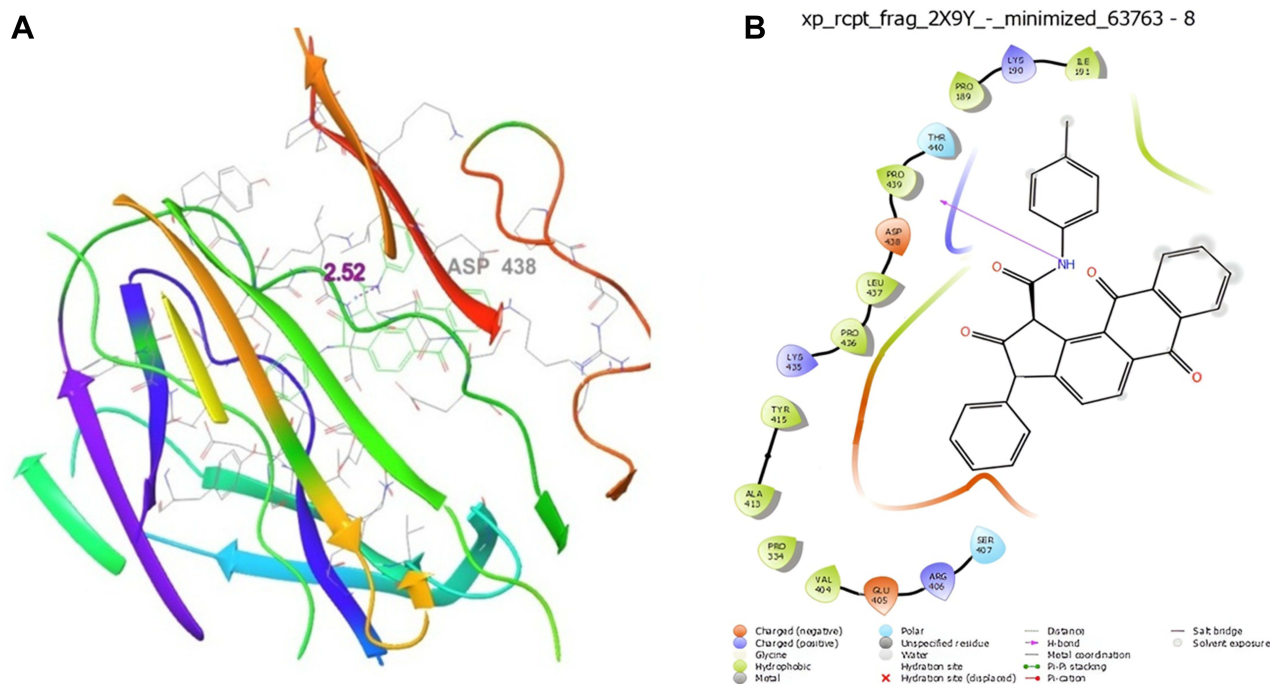 A
B
xp_rcpt_frag_2X9Y_-_minimized_63763 - 8
2.52
ASP 438
LYS
190
ILE
191
PRO
189
THR
440
PRO
439
ASP
438
LEU
437
PRO
436
LYS
435
TYR
415
ALA
413
PRO
334
VAL
404
GLU
405
ARG
406
SER
407
NH
O
O
O
O
Charged (negative)
Charged (positive)
Glycine
Hydrophobic
Metal
Polar
Unspecified residue
Water
Hydration site
Hydration site (displaced)
Distance
H-bond
Metal coordination
Pi-Pi stacking
Pi-cation
Salt bridge
Solvent exposure